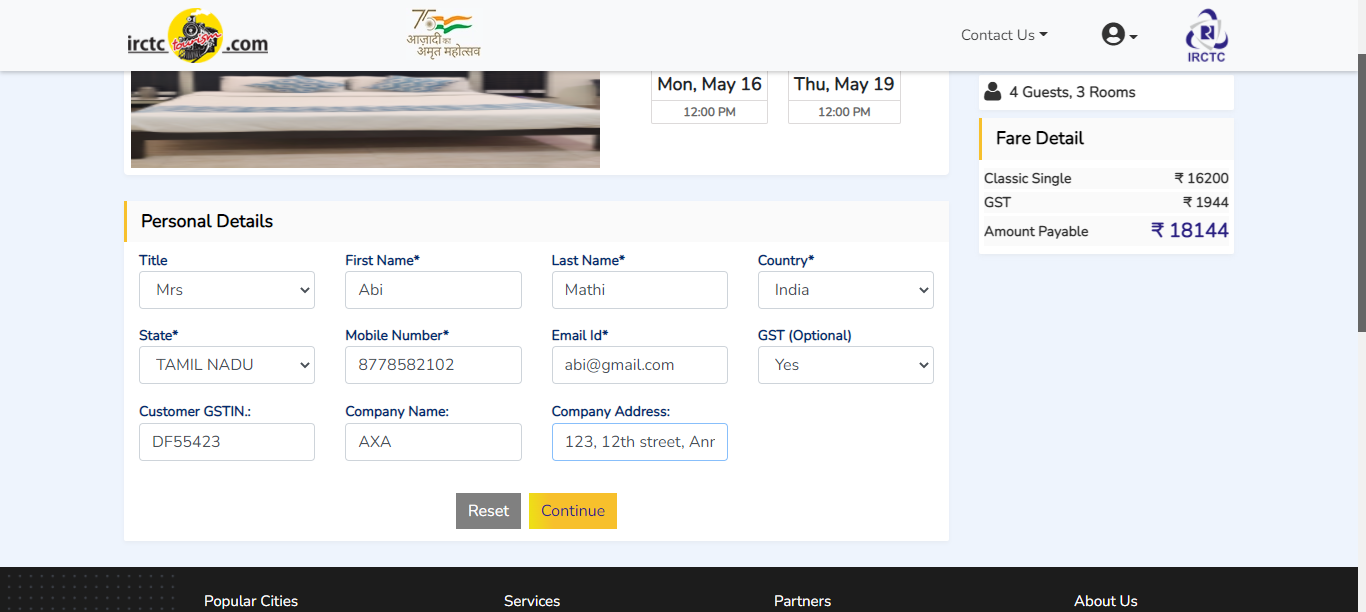 irctc tourism .com
75
आज़ादी का
अमृत महोत्सव
Contact Us
IRCTC
Mon, May 16
12:00 PM
Thu, May 19
12:00 PM
4 Guests, 3 Rooms
Fare Detail
Classic Single ₹ 16200
GST ₹ 1944
Amount Payable ₹ 18144
Personal Details
Title
Mrs
First Name*
Abi
Last Name*
Mathi
Country*
India
State*
TAMIL NADU
Mobile Number*
8778582102
Email Id*
abi@gmail.com
GST (Optional)
Yes
Customer GSTIN.:
DF55423
Company Name:
AXA
Company Address:
123, 12th street, Anr
Reset
Continue
Popular Cities
Services
Partners
About Us